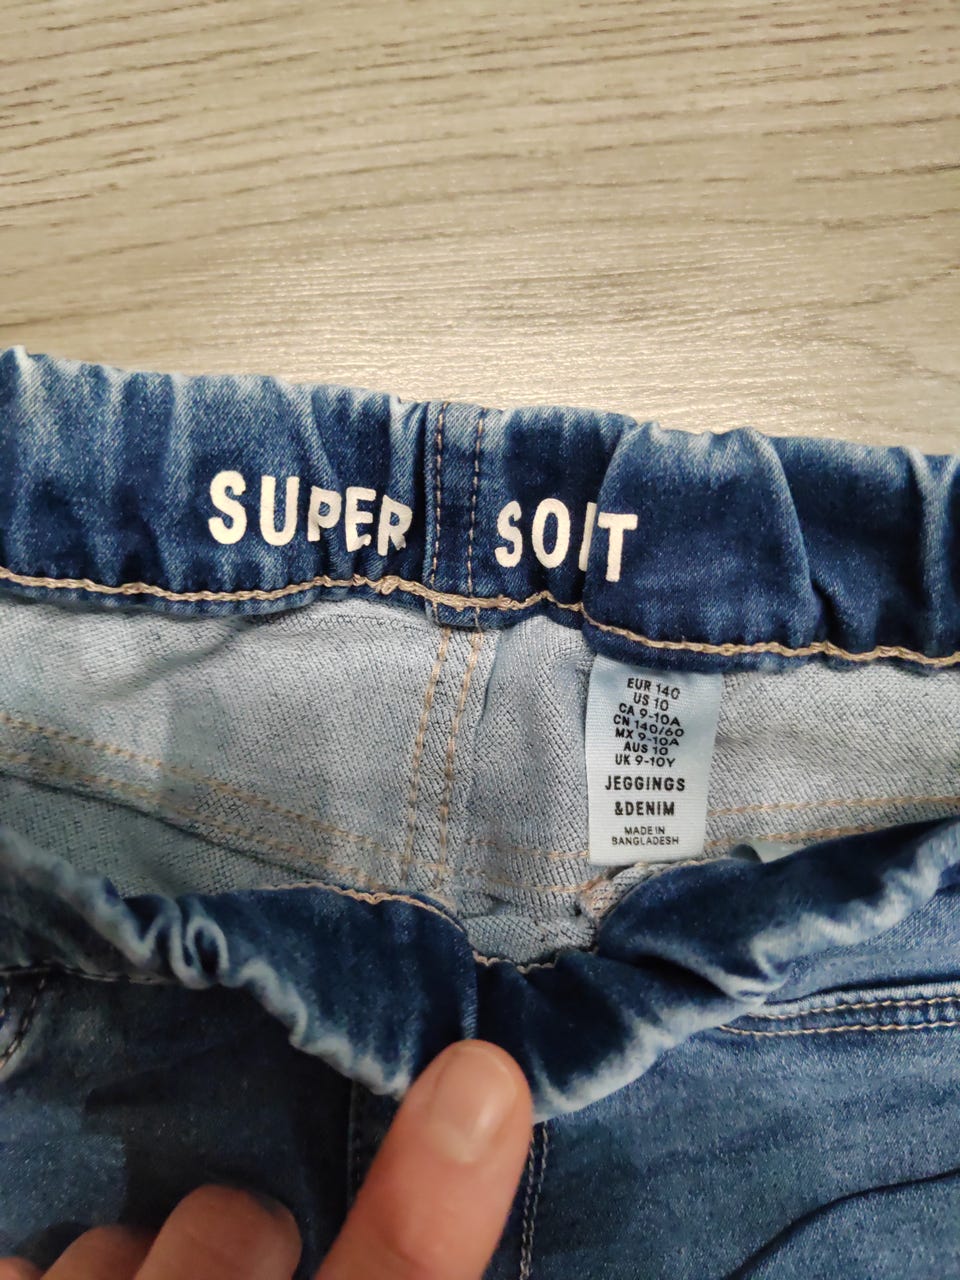 SUPER SOFT
EUR 140
US 10
CA 9-10A
CN 140/60
MX 9-10A
AUS 10
UK 9-10Y
JEGGINGS
&DENIM
MADE IN
BANGLADESH